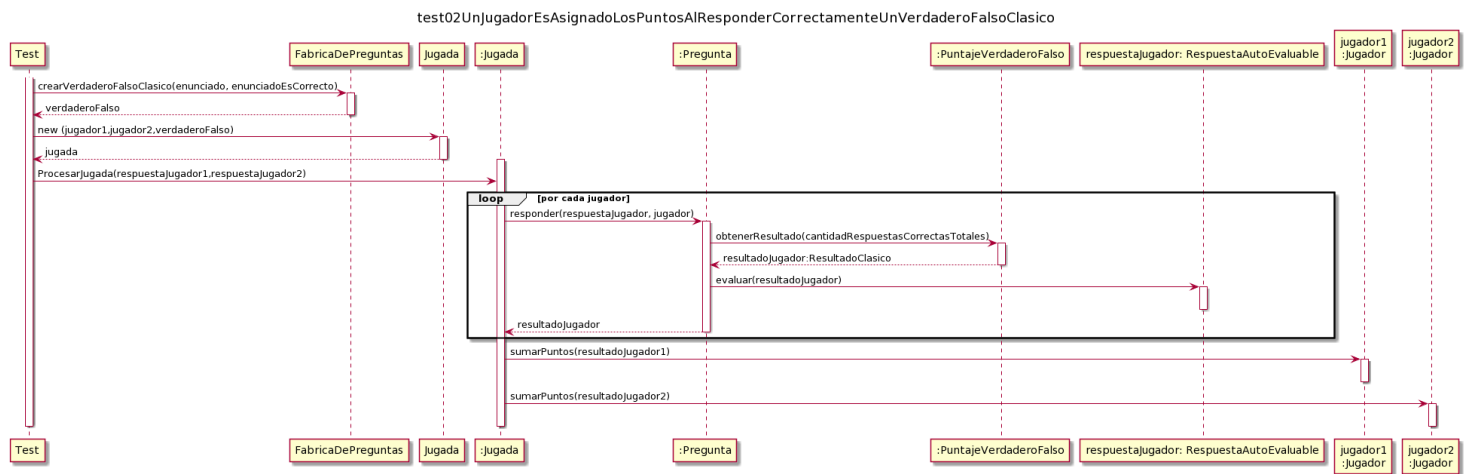 test02UnJugadorEsAsignadoLosPuntosAlResponderCorrectamenteUnVerdaderoFalsoClasico
Test
FabricaDePreguntas
Jugada
:Jugada
:Pregunta
:PuntajeVerdaderoFalso
respuestaJugador: RespuestaAutoEvaluable
jugador1
:Jugador
jugador2
:Jugador
crearVerdaderoFalsoClasico(enunciado, enunciadoEsCorrecto)
verdaderoFalso
new (jugador1,jugador2,verdaderoFalso)
jugada
ProcesarJugada(respuestaJugador1,respuestaJugador2)
loop [por cada jugador]
responder(respuestaJugador, jugador)
obtenerResultado(cantidadRespuestasCorrectasTotales)
resultadoJugador:ResultadoClasico
evaluar(resultadoJugador)
resultadoJugador
sumarPuntos(resultadoJugador1)
sumarPuntos(resultadoJugador2)
Test
FabricaDePreguntas
Jugada
:Jugada
:Pregunta
:PuntajeVerdaderoFalso
respuestaJugador: RespuestaAutoEvaluable
jugador1
:Jugador
jugador2
:Jugador